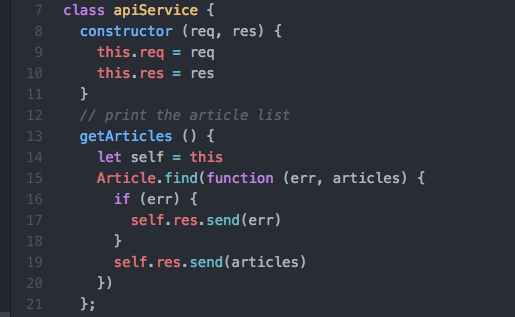 7 class apiService {
8 constructor (req, res) {
9 this.req = req
10 this.res = res
11 }
12 // print the article list
13 getArticles () {
14 let self = this
15 Article.find(function (err, articles) {
16 if (err) {
17 self.res.send(err)
18 }
19 self.res.send(articles)
20 })
21 };